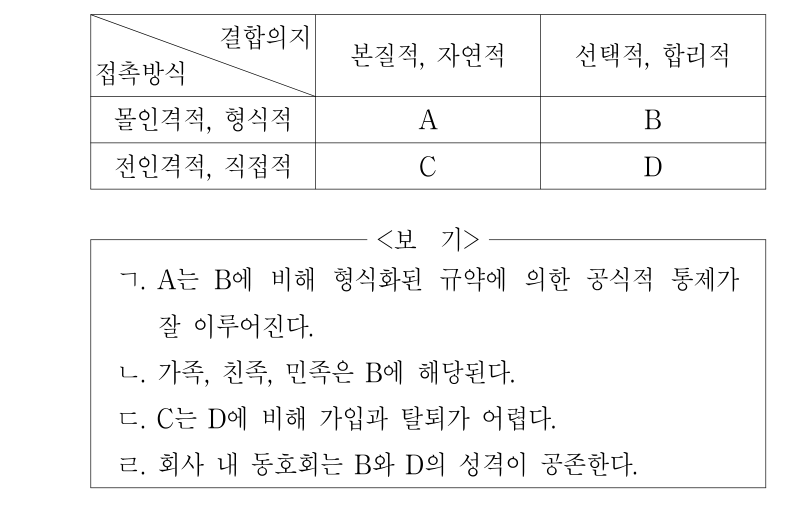 결합의지
접촉방식
본질적, 자연적
선택적, 합리적
몰인격적, 형식적 A B
전인격적, 직접적 C D
<보 기>
ㄱ. A는 B에 비해 형식화된 규약에 의한 공식적 통제가
잘 이루어진다.
ㄴ. 가족, 친족, 민족은 B에 해당된다.
ㄷ. C는 D에 비해 가입과 탈퇴가 어렵다.
ㄹ. 회사 내 동호회는 B와 D의 성격이 공존한다.